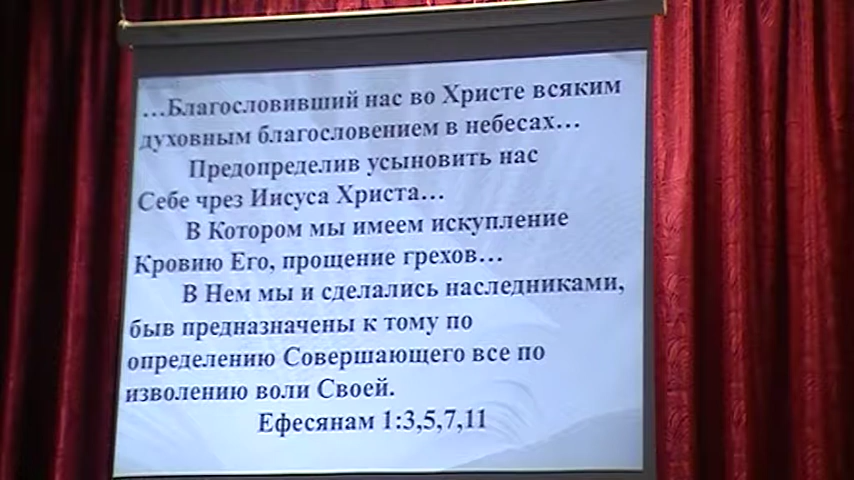 …Благословивший нас во Христе всяким
духовным благословением в небесах…
Предопределив усыновить нас
Себе чрез Иисуса Христа…
В Котором мы имеем искупление
Кровию Его, прощение грехов…
В Нем мы и сделались наследниками,
быв предназначены к тому по
определению Совершающего все по
изволению воли Своей.
Ефесянам 1:3,5,7,11